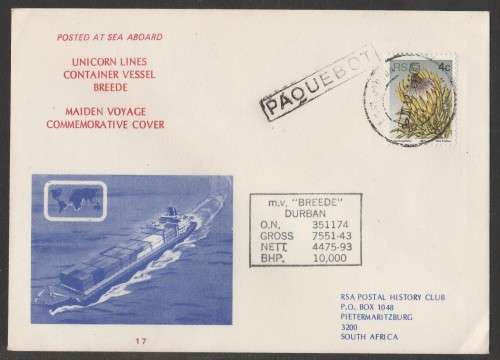 POSTED AT SEA ABOARD
UNICORN LINES
CONTAINER VESSEL
BREEDE
MAIDEN VOYAGE
COMMEMORATIVE COVER
PAQUEBOT
RSA 4c
m.v. "BREEDE"
DURBAN
O.N. 351174
GROSS 7551-43
NETT 4475-93
BHP. 10,000
RSA POSTAL HISTORY CLUB
P.O. BOX 1048
PIETERMARITZBURG
3200
SOUTH AFRICA
17